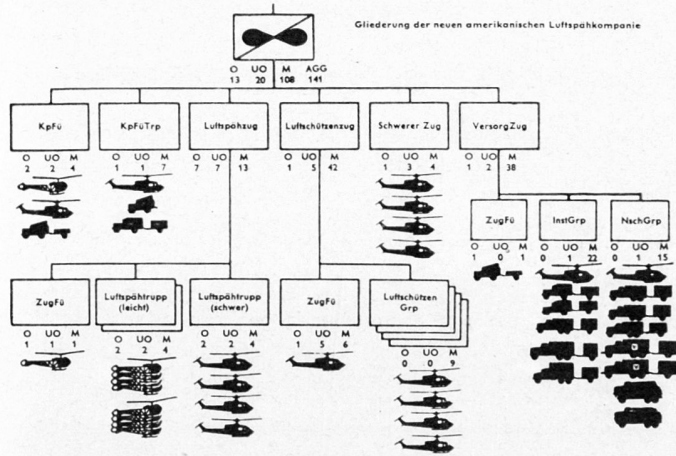 Gliederung der neuen amerikanischen Luftspähkompanie
O UO M AGG
13 20 108 141
KpFü
O UO M
2 2 4
KpFüTrp
O UO M
1 1 7
Luftspähzug
O UO M
7 7 13
Luftschützenzug
O UO M
1 5 42
Schwerer Zug
O UO M
1 3 4
VersorgZug
O UO M
1 2 38
ZugFü
O UO M
1 0 1
InstGrp
O UO M
0 1 22
NschGrp
O UO M
0 1 15
ZugFü
O UO M
1 1 1
Luftspähtrupp
(leicht)
O UO M
2 2 4
Luftspähtrupp
(schwer)
O UO M
2 2 4
ZugFü
O UO M
1 5 6
Luftschützen
Grp
O UO M
0 0 9